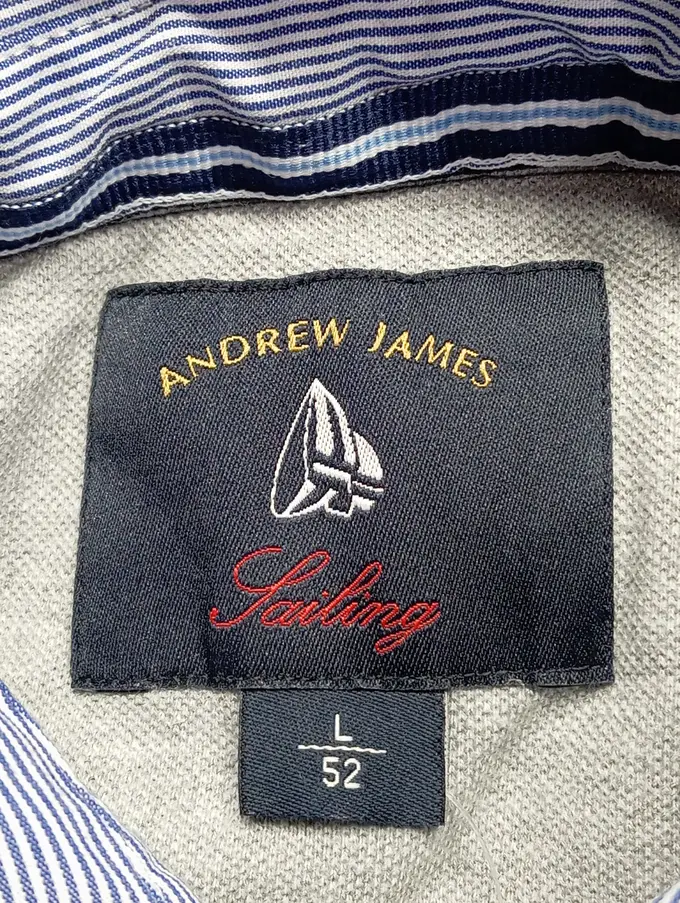 ANDREW JAMES
Sailing
L
52